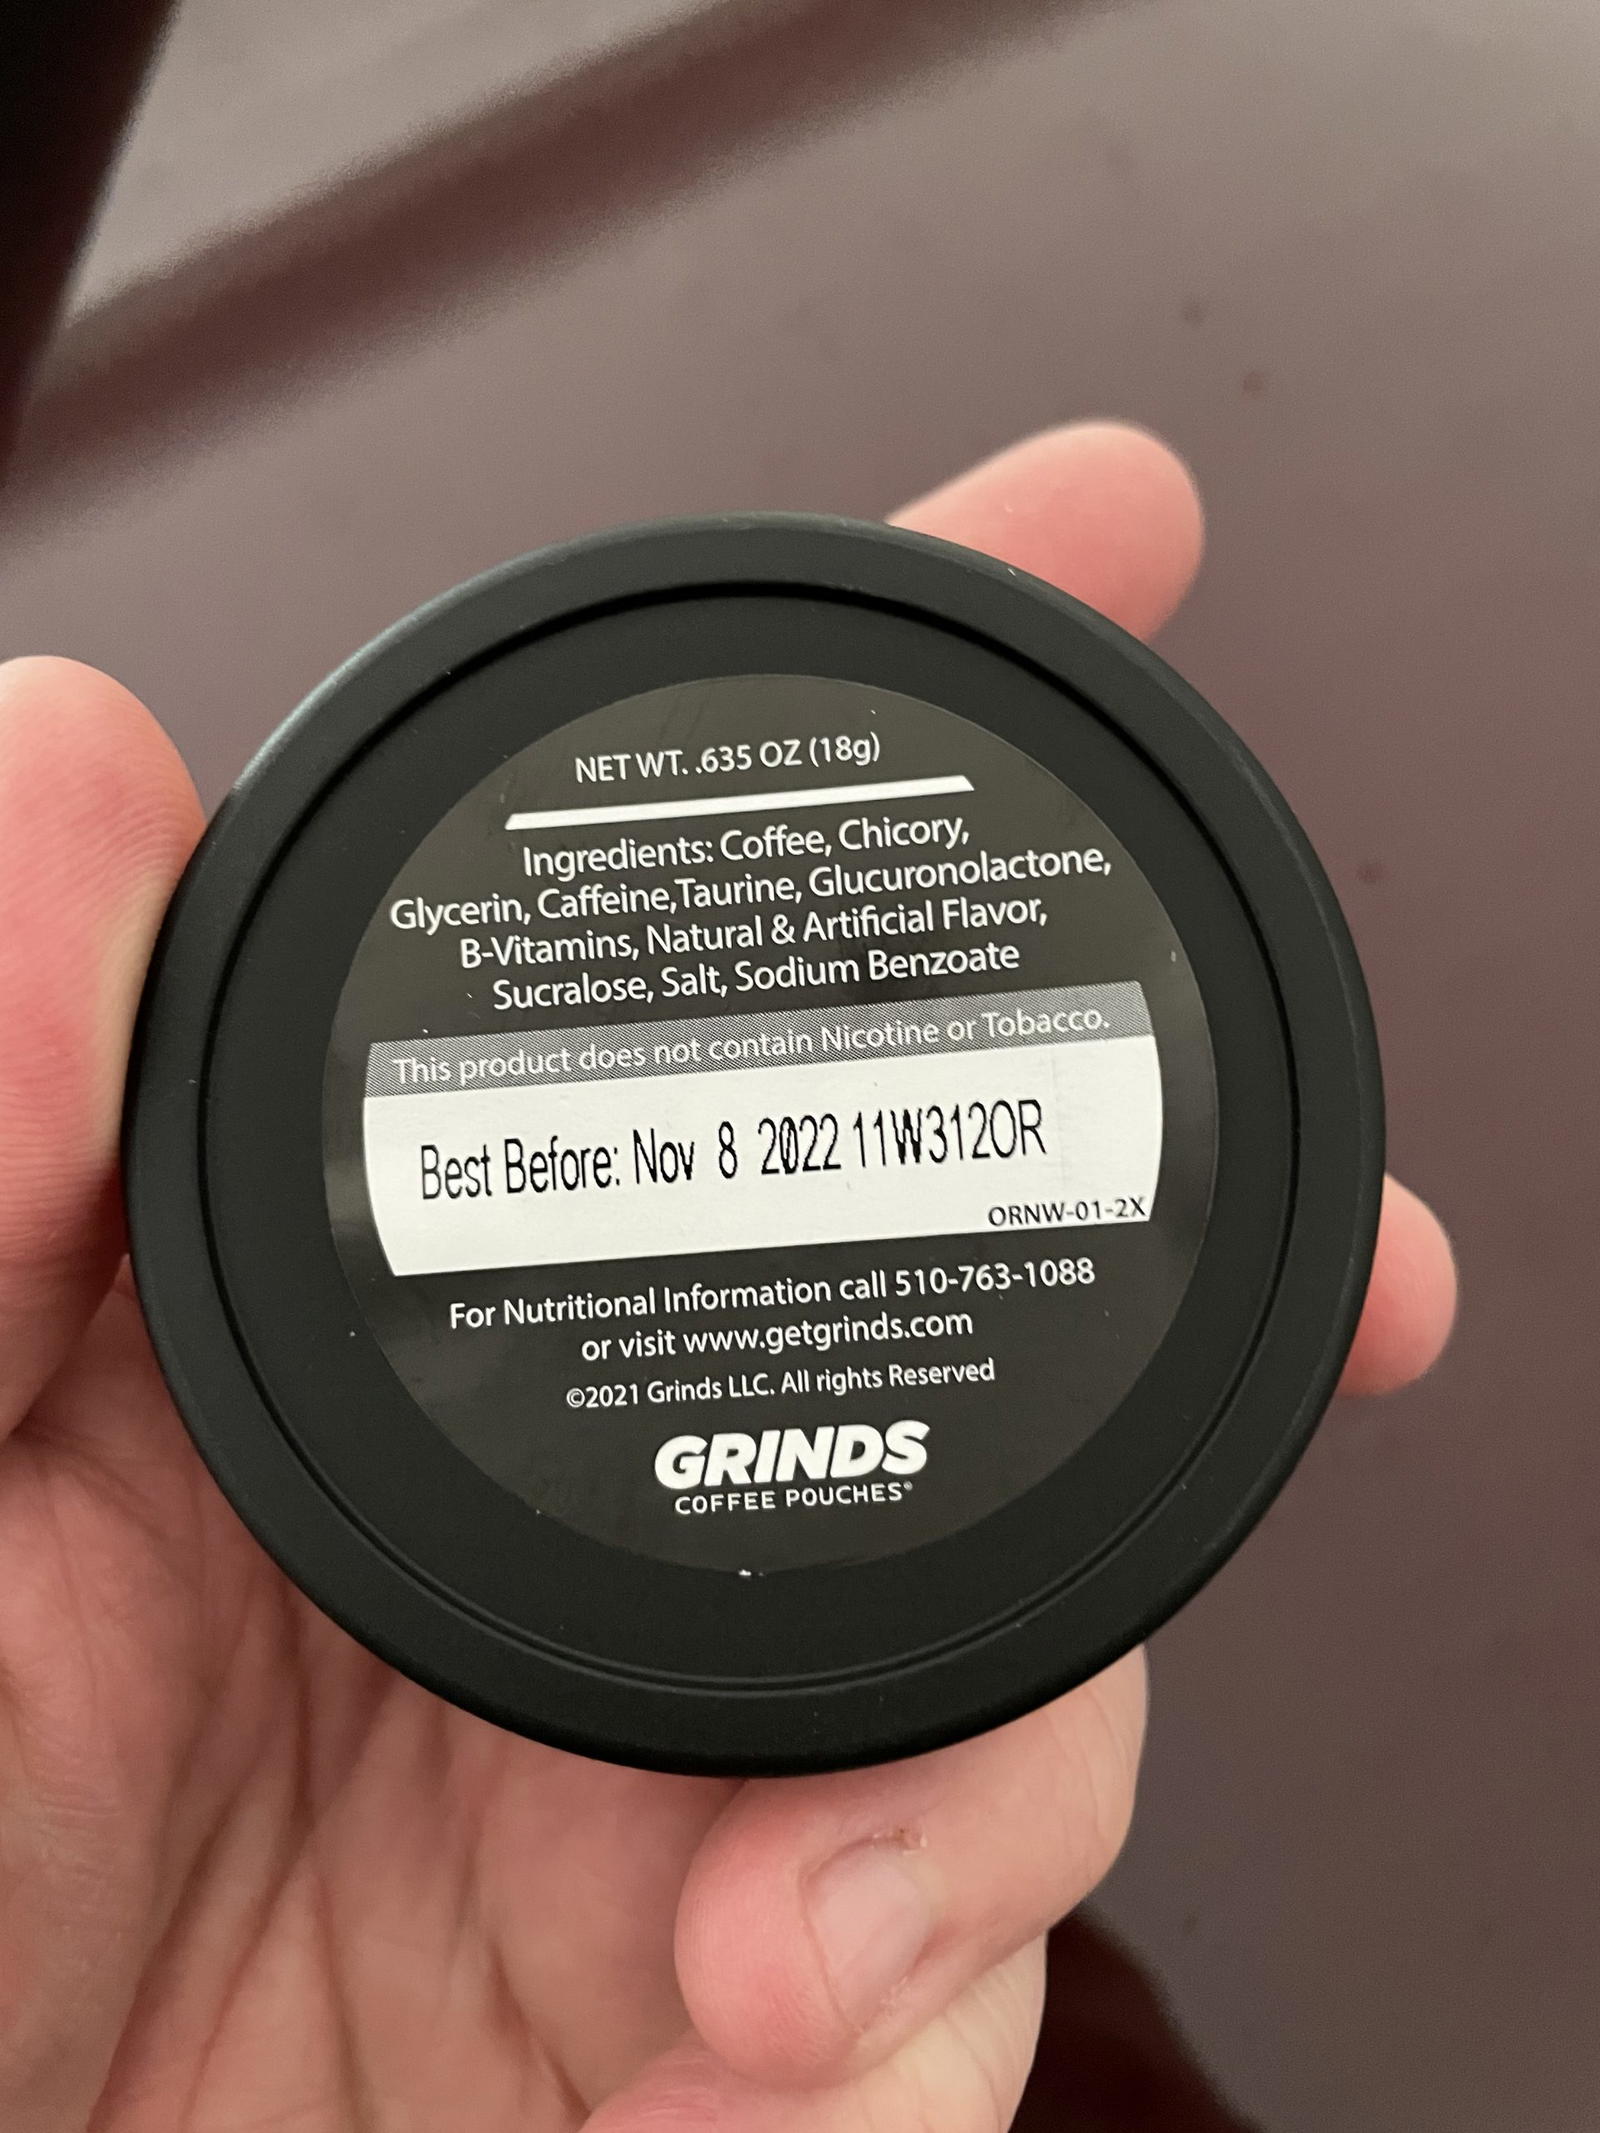 NET WT. .635 OZ (18g)
Ingredients: Coffee, Chicory,
Glycerin, Caffeine,Taurine, Glucuronolactone,
B-Vitamins, Natural & Artificial Flavor,
Sucralose, Salt, Sodium Benzoate
This product does not contain Nicotine or Tobacco.
Best Before: Nov 8 2022 11W312OR
ORNW-01-2X
For Nutritional Information call 510-763-1088
or visit www.getgrinds.com
©2021 Grinds LLC. All rights Reserved
GRINDS
COFFEE POUCHES®